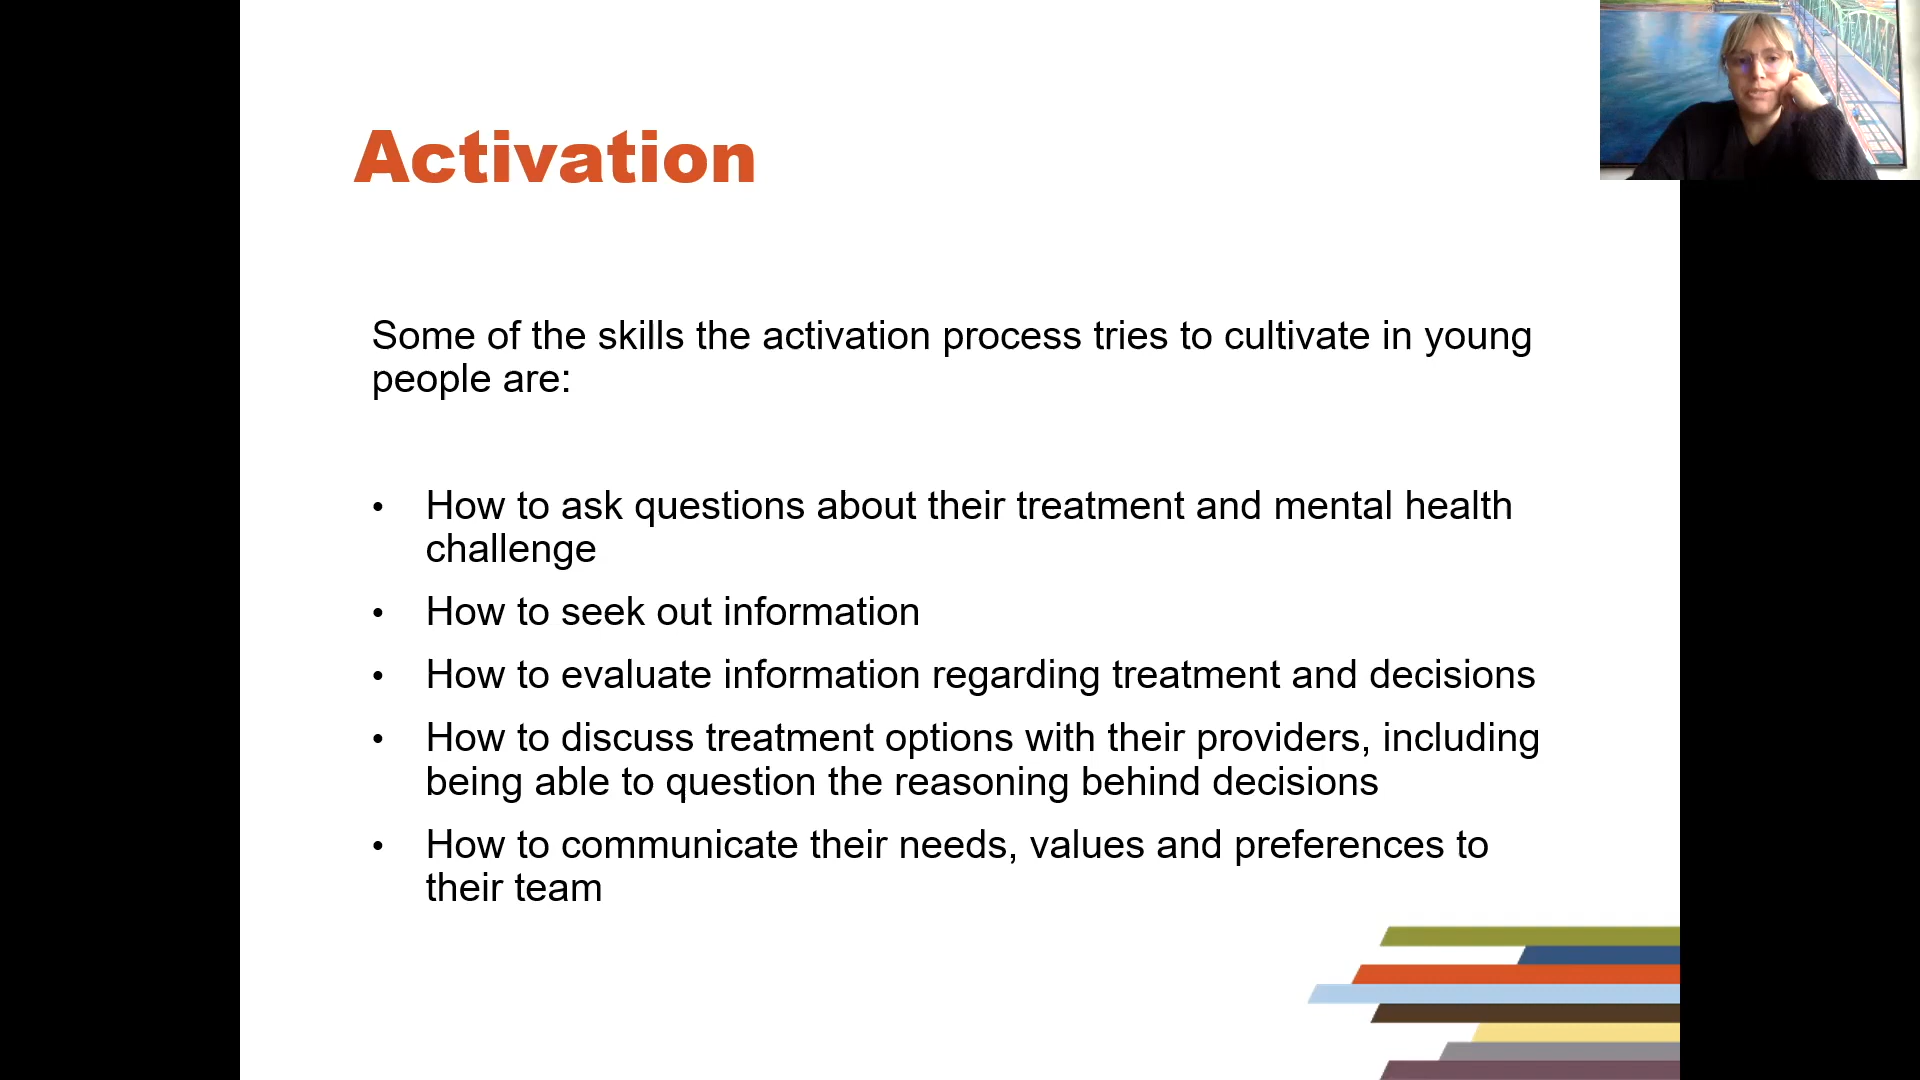 Activation
Some of the skills the activation process tries to cultivate in young
people are:
• How to ask questions about their treatment and mental health
challenge
• How to seek out information
• How to evaluate information regarding treatment and decisions
• How to discuss treatment options with their providers, including
being able to question the reasoning behind decisions
• How to communicate their needs, values and preferences to
their team